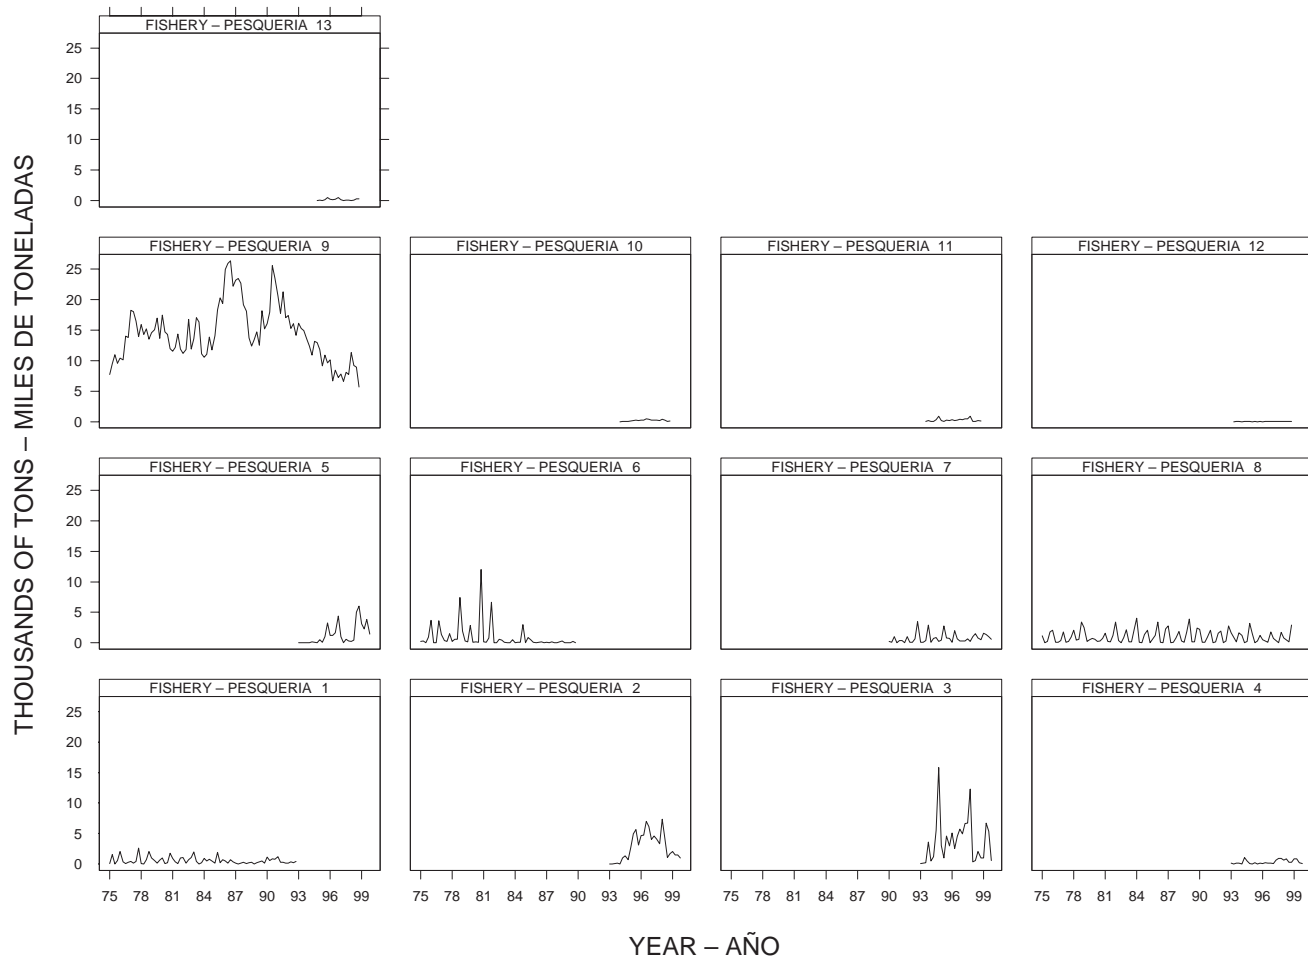 FISHERY – PESQUERIA 13
25
20
15
10
5
0
THOUSANDS OF TONS – MILES DE TONELADAS
FISHERY – PESQUERIA 9
FISHERY – PESQUERIA 10
FISHERY – PESQUERIA 11
FISHERY – PESQUERIA 12
25
20
15
10
5
0
FISHERY – PESQUERIA 5
FISHERY – PESQUERIA 6
FISHERY – PESQUERIA 7
FISHERY – PESQUERIA 8
25
20
15
10
5
0
FISHERY – PESQUERIA 1
FISHERY – PESQUERIA 2
FISHERY – PESQUERIA 3
FISHERY – PESQUERIA 4
25
20
15
10
5
0
75 78 81 84 87 90 93 96 99
75 78 81 84 87 90 93 96 99
75 78 81 84 87 90 93 96 99
75 78 81 84 87 90 93 96 99
YEAR – AÑO